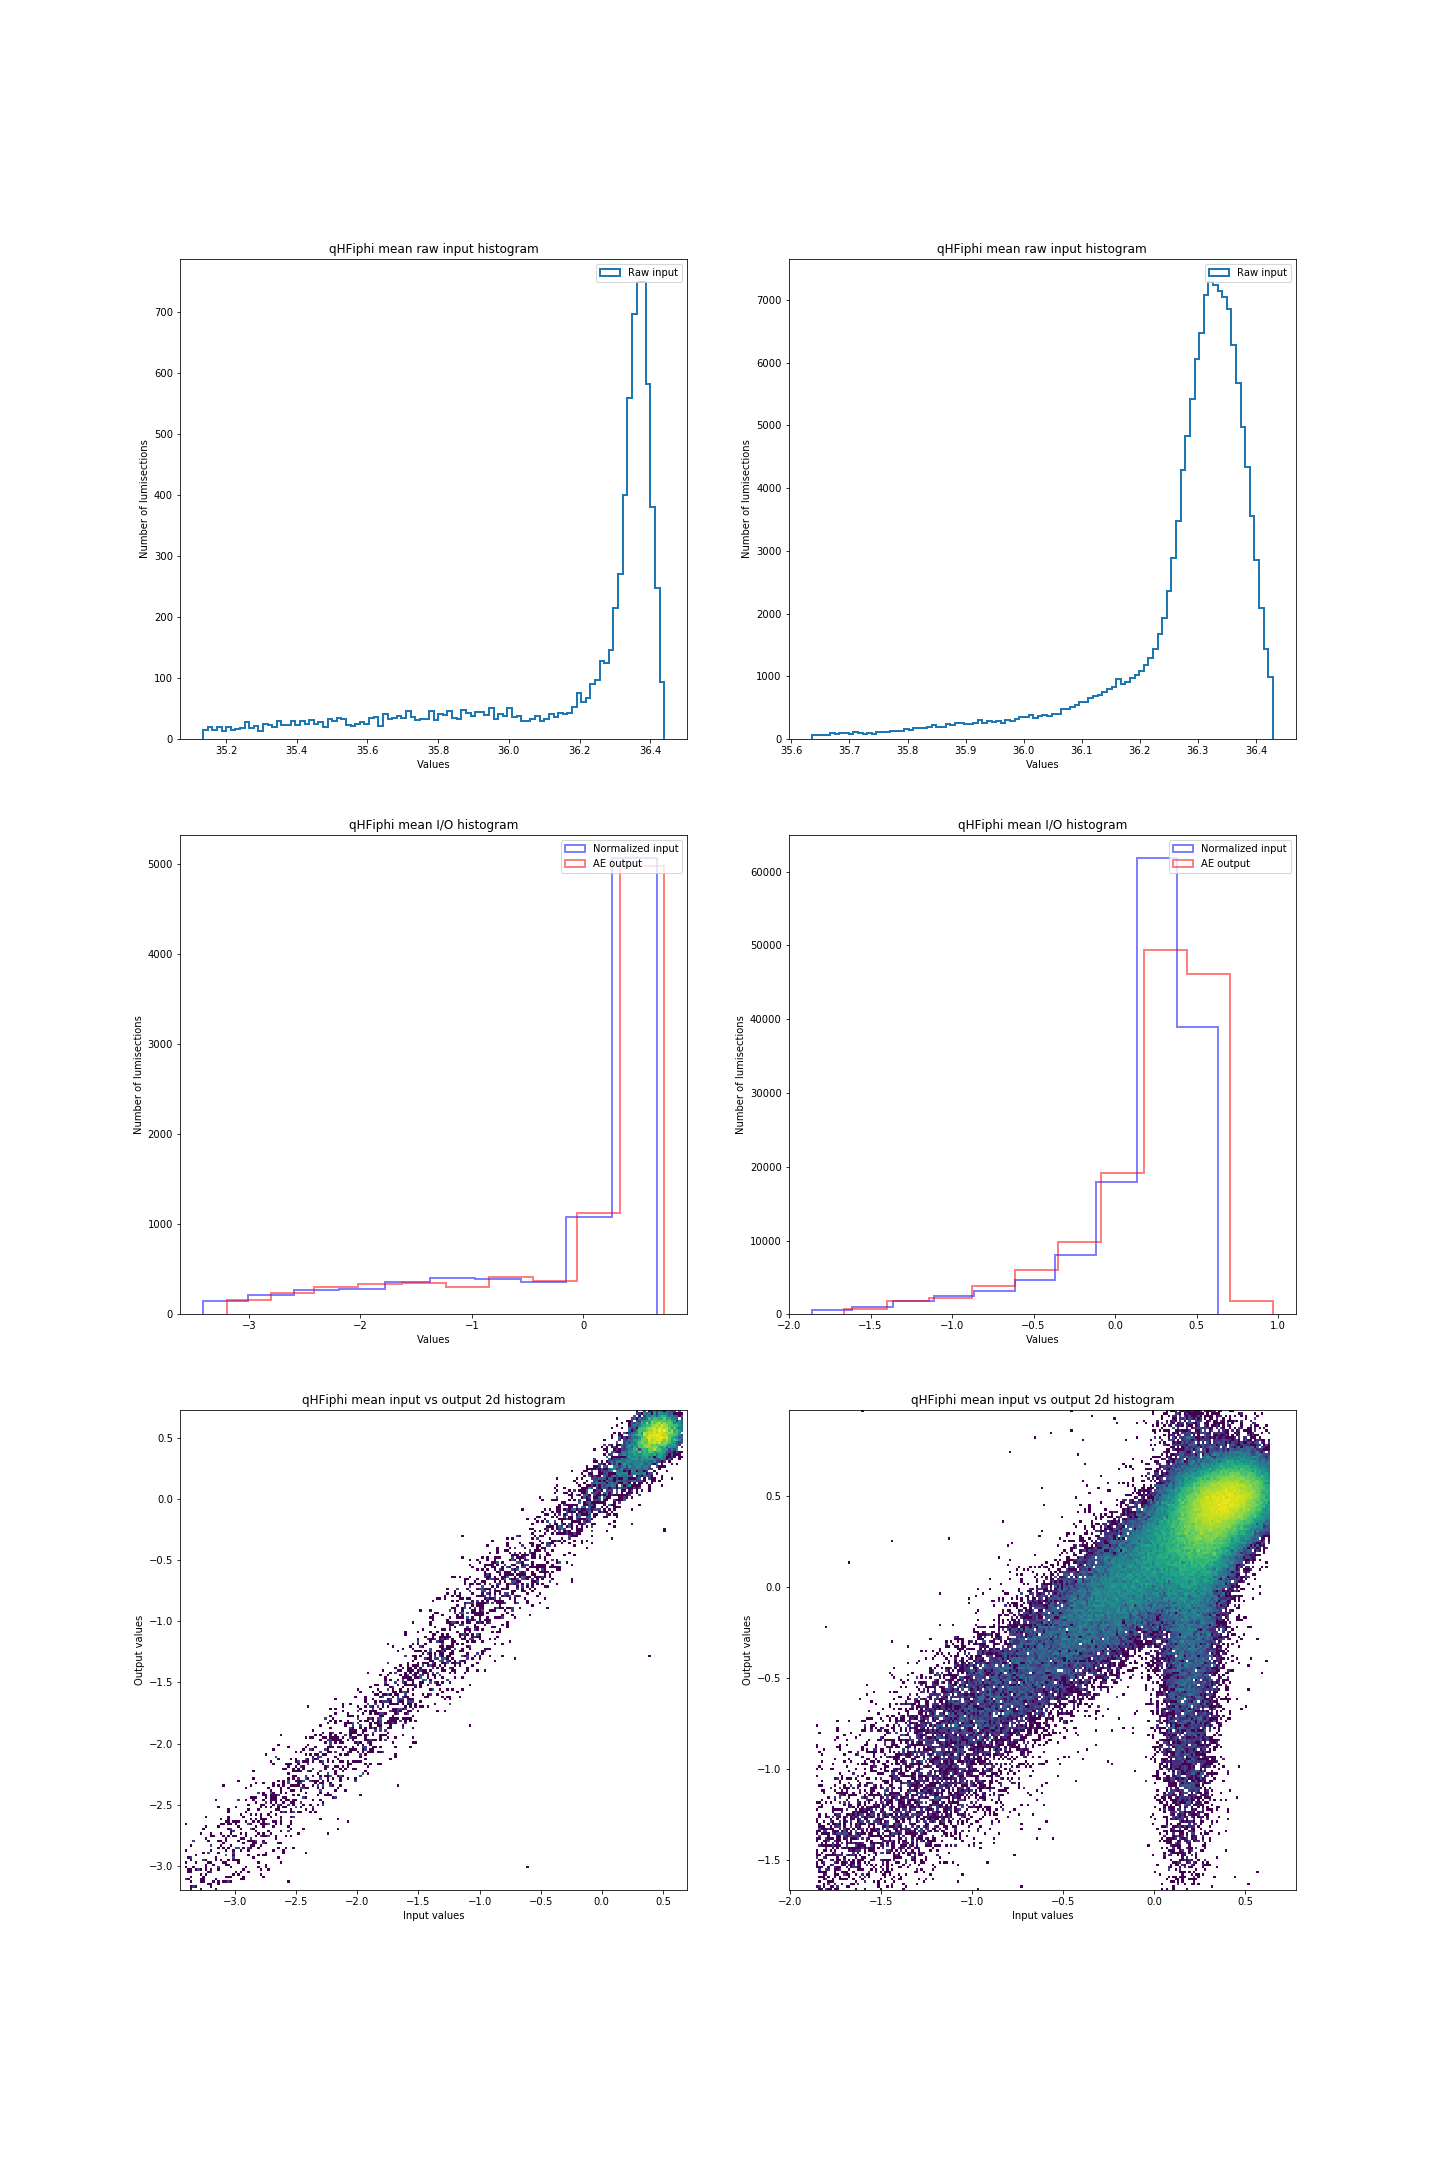 qHFiphi mean raw input histogram
Raw input
Number of lumisections
700
600
500
400
300
200
100
0
35.2 35.4 35.6 35.8 36.0 36.2 36.4
Values
qHFiphi mean raw input histogram
Raw input
Number of lumisections
7000
6000
5000
4000
3000
2000
1000
0
35.6 35.7 35.8 35.9 36.0 36.1 36.2 36.3 36.4
Values
qHFiphi mean I/O histogram
Normalized input
AE output
Number of lumisections
5000
4000
3000
2000
1000
0
−3 −2 −1 0
Values
qHFiphi mean I/O histogram
Normalized input
AE output
Number of lumisections
60000
50000
40000
30000
20000
10000
0
−2.0 −1.5 −1.0 −0.5 0.0 0.5 1.0
Values
qHFiphi mean input vs output 2d histogram
Output values
0.5
0.0
−0.5
−1.0
−1.5
−2.0
−2.5
−3.0
−3.0 −2.5 −2.0 −1.5 −1.0 −0.5 0.0 0.5
Input values
qHFiphi mean input vs output 2d histogram
Output values
0.5
0.0
−0.5
−1.0
−1.5
−2.0 −1.5 −1.0 −0.5 0.0 0.5
Input values